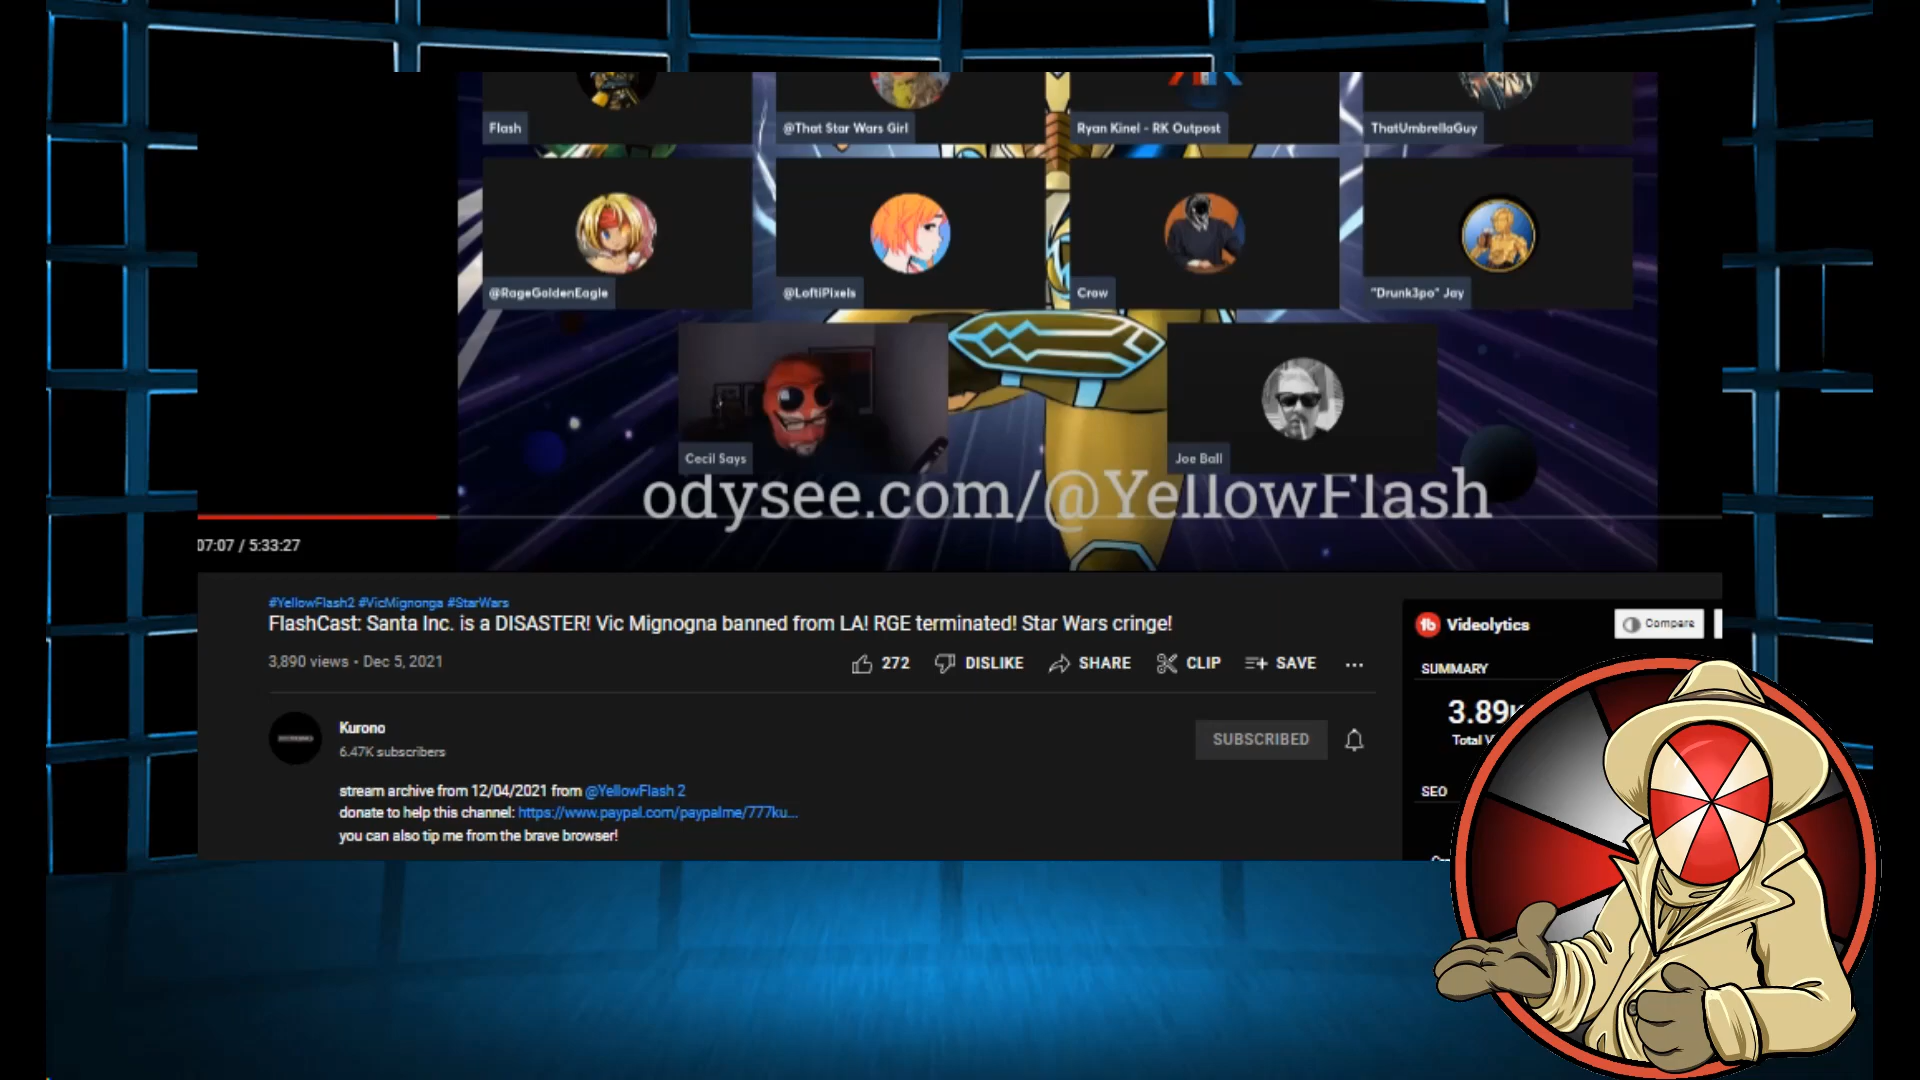 Flash
@That Star Wars Girl
Ryan Kinel - RK Outpost
ThatUmbrellaGuy
@RageGoldenEagle
@LoftiPixels
Crow
"Drunk3po" Jay
Cecil Says
Joe Ball
odysee.com/@YellowFlash
07:07 / 5:33:27
#YellowFlash2 #VicMignonga #StarWars
FlashCast: Santa Inc. is a DISASTER! Vic Mignogna banned from LA! RGE terminated! Star Wars cringe!
3,890 views • Dec 5, 2021
272 DISLIKE SHARE CLIP SAVE ...
Kurono
6.47K subscribers
SUBSCRIBED
stream archive from 12/04/2021 from @YellowFlash 2
donate to help this channel: https://www.paypal.com/paypalme/777ku...
you can also tip me from the brave browser!
Videolytics
Compare
SUMMARY
3.89K
Total V
SEO